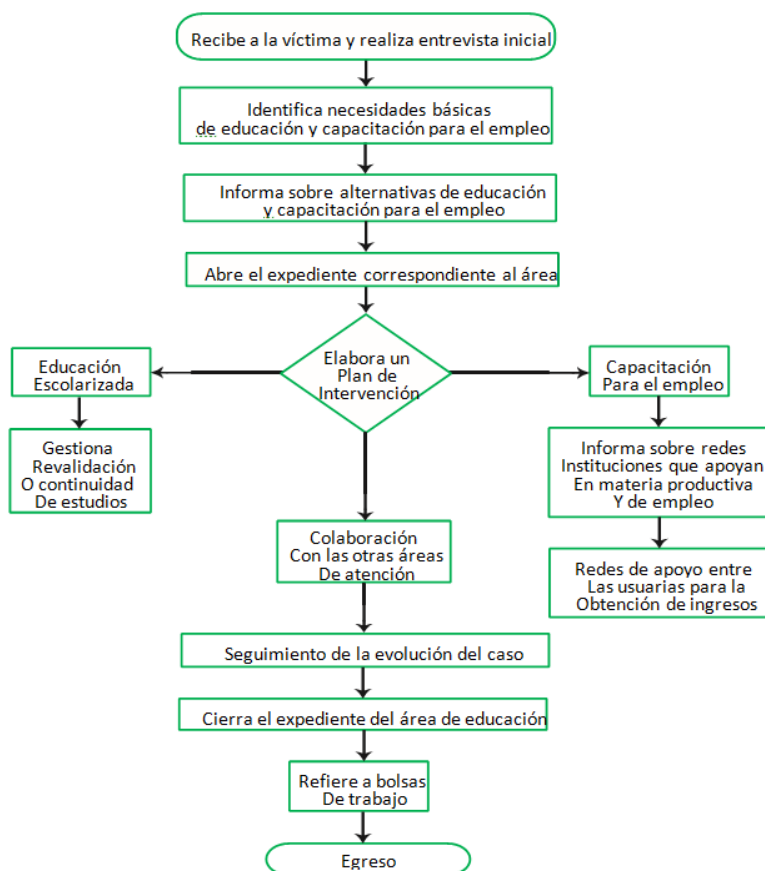 Recibe a la víctima y realiza entrevista inicial
Identifica necesidades básicas
de educación y capacitación para el empleo
Informa sobre alternativas de educación
y capacitación para el empleo
Abre el expediente correspondiente al área
Elabora un
Plan de
Intervención
Educación
Escolarizada
Gestiona
Revalidación
O continuidad
De estudios
Capacitación
Para el empleo
Informa sobre redes
Instituciones que apoyan
En materia productiva
Y de empleo
Redes de apoyo entre
Las usuarias para la
Obtención de ingresos
Colaboración
Con las otras áreas
De atención
Seguimiento de la evolución del caso
Cierra el expediente del área de educación
Refiere a bolsas
De trabajo
Egreso